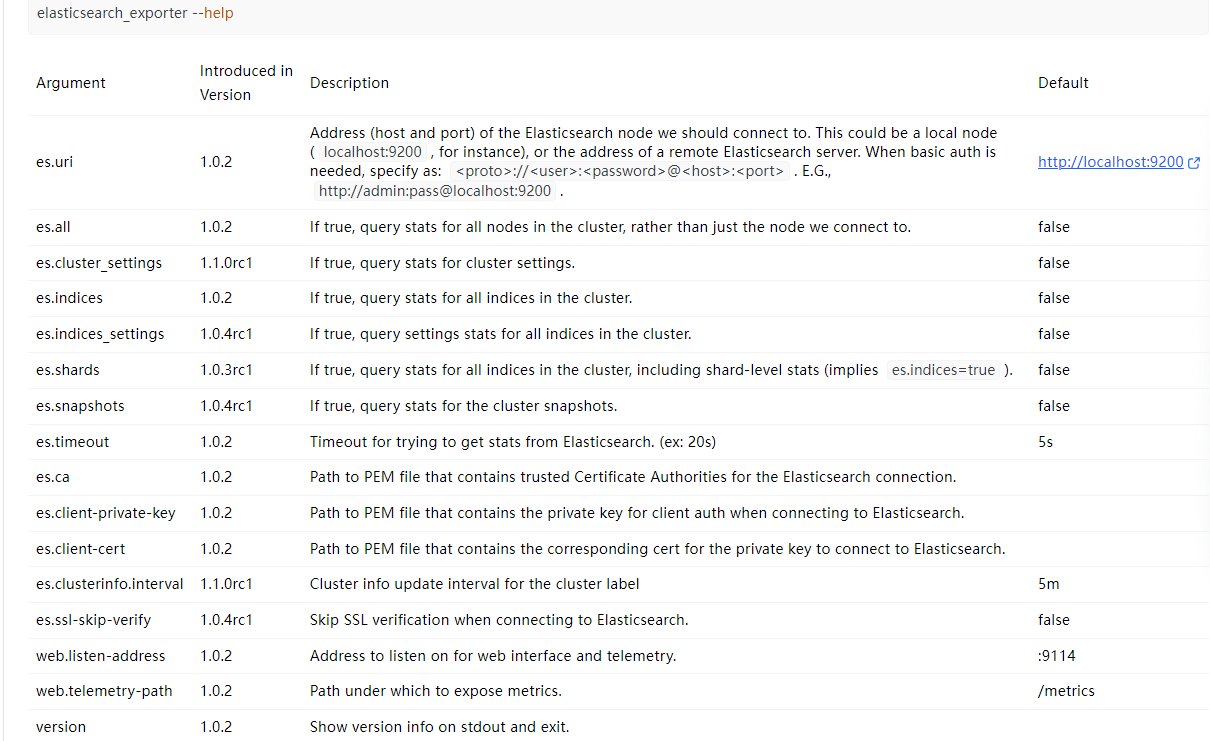 elasticsearch_exporter --help
Argument Introduced in Version Description Default
es.uri 1.0.2 Address (host and port) of the Elasticsearch node we should connect to. This could be a local node
( localhost:9200 , for instance), or the address of a remote Elasticsearch server. When basic auth is
needed, specify as: <proto>://<user>:<password>@<host>:<port> . E.G.,
http://admin:pass@localhost:9200 . http://localhost:9200
es.all 1.0.2 If true, query stats for all nodes in the cluster, rather than just the node we connect to. false
es.cluster_settings 1.1.0rc1 If true, query stats for cluster settings. false
es.indices 1.0.2 If true, query stats for all indices in the cluster. false
es.indices_settings 1.0.4rc1 If true, query settings stats for all indices in the cluster. false
es.shards 1.0.3rc1 If true, query stats for all indices in the cluster, including shard-level stats (implies es.indices=true ). false
es.snapshots 1.0.4rc1 If true, query stats for the cluster snapshots. false
es.timeout 1.0.2 Timeout for trying to get stats from Elasticsearch. (ex: 20s) 5s
es.ca 1.0.2 Path to PEM file that contains trusted Certificate Authorities for the Elasticsearch connection.
es.client-private-key 1.0.2 Path to PEM file that contains the private key for client auth when connecting to Elasticsearch.
es.client-cert 1.0.2 Path to PEM file that contains the corresponding cert for the private key to connect to Elasticsearch.
es.clusterinfo.interval 1.1.0rc1 Cluster info update interval for the cluster label 5m
es.ssl-skip-verify 1.0.4rc1 Skip SSL verification when connecting to Elasticsearch. false
web.listen-address 1.0.2 Address to listen on for web interface and telemetry. :9114
web.telemetry-path 1.0.2 Path under which to expose metrics. /metrics
version 1.0.2 Show version info on stdout and exit.